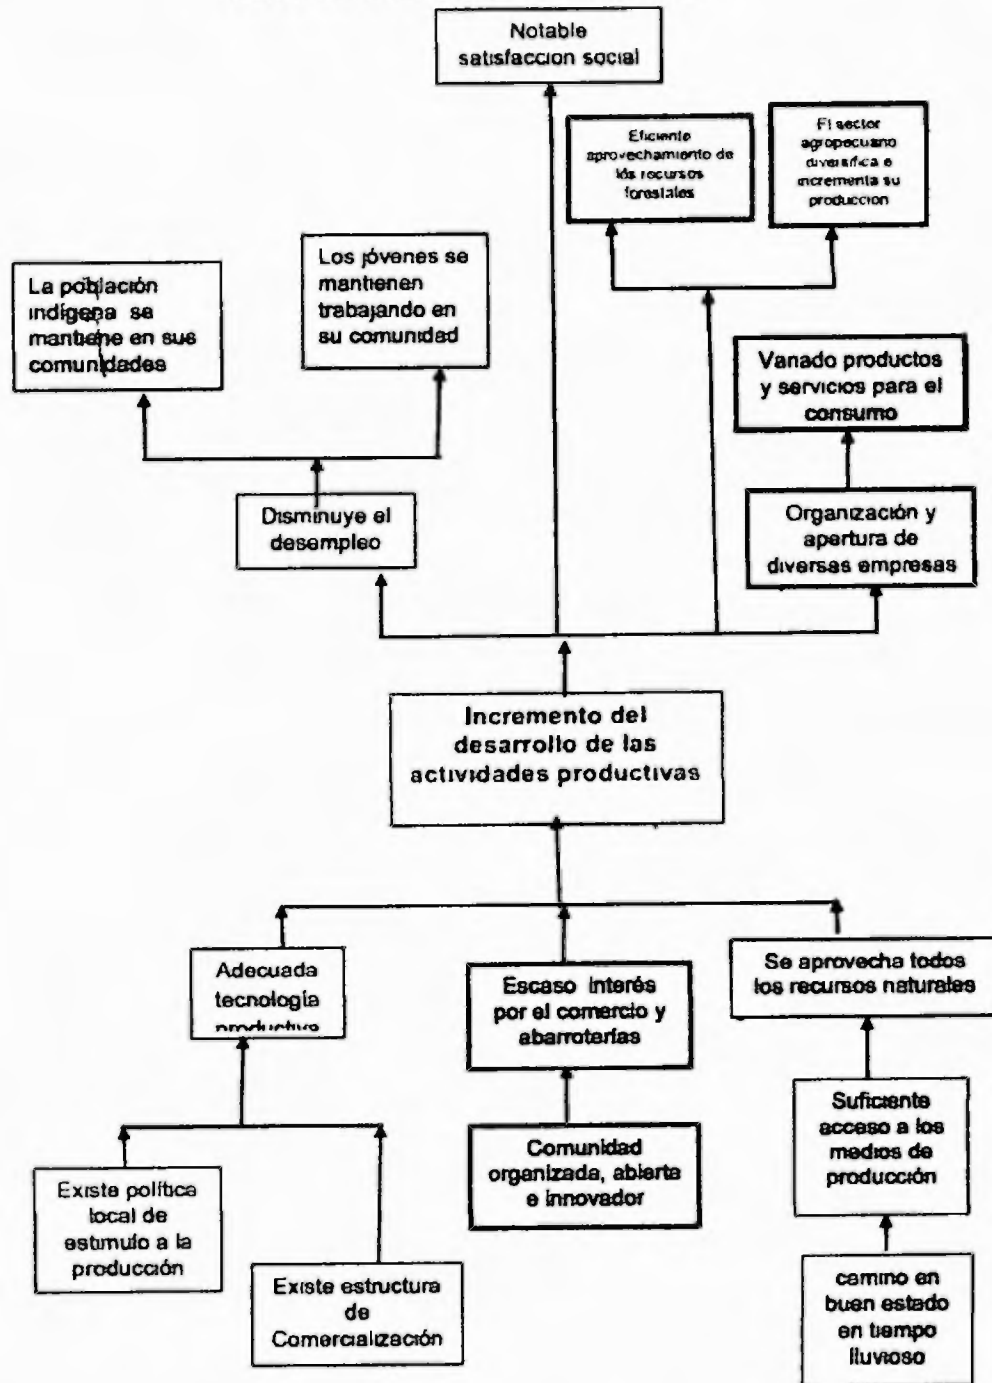 Notable
satisfaccion social
Eficiente
aprovechamiento de
lós recursos
forestales
El sector
agropecuario
diversifica e
incrementa su
produccion
La población
indígena se
mantiene en sus
comunidades
Los jóvenes se
mantienen
trabajando en
su comunidad
Vanado productos
y servicios para el
consumo
Disminuye el
desempleo
Organización y
apertura de
diversas empresas
Incremento del
desarrollo de las
actividades productivas
Adecuada
tecnología
productiva
Escaso interés
por el comercio y
abarroterías
Se aprovecha todos
los recursos naturales
Existe política
local de
estimulo a la
producción
Existe estructura
de
Comercialización
Comunidad
organizada, abierta
e innovador
Suficiente
acceso a los
medios de
producción
camino en
buen estado
en tiempo
lluvioso